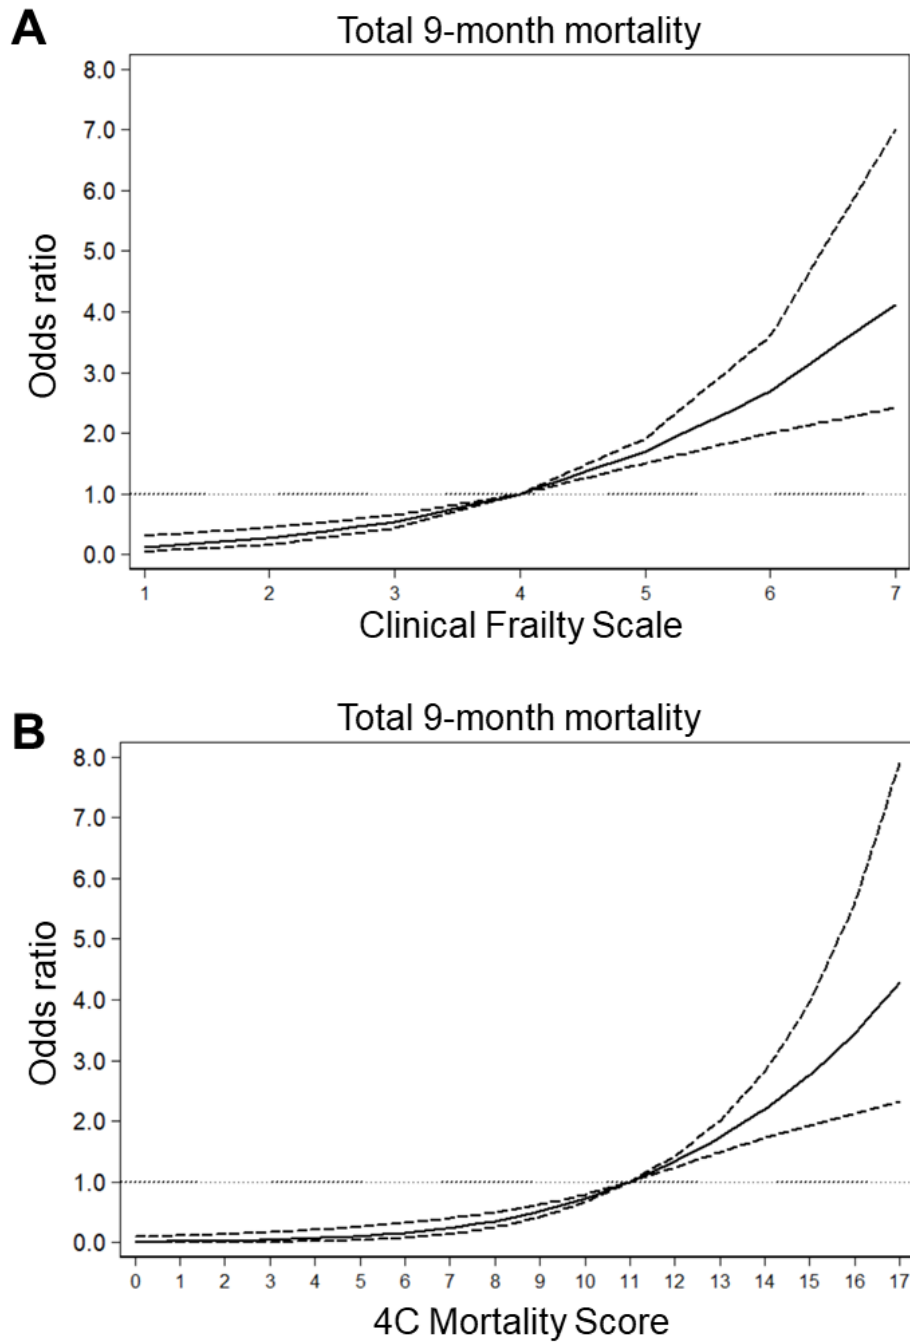 A
Total 9-month mortality
Odds ratio
8.0
7.0
6.0
5.0
4.0
3.0
2.0
1.0
0.0
1 2 3 4 5 6 7
Clinical Frailty Scale
B
Total 9-month mortality
Odds ratio
8.0
7.0
6.0
5.0
4.0
3.0
2.0
1.0
0.0
0 1 2 3 4 5 6 7 8 9 10 11 12 13 14 15 16 17
4C Mortality Score